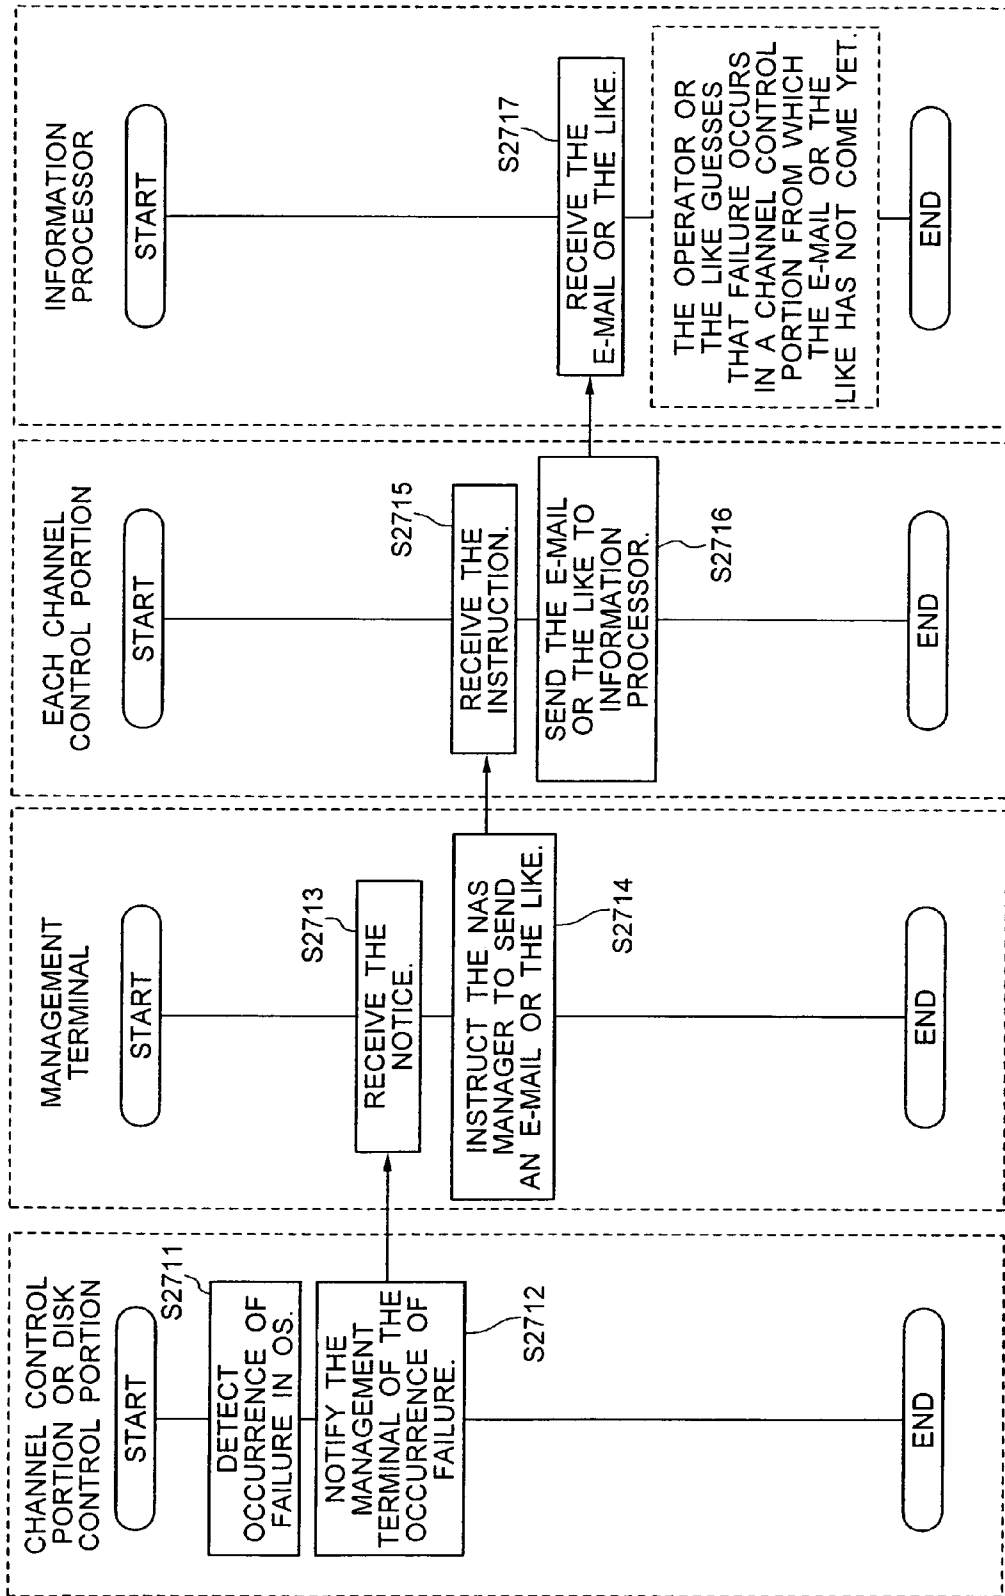 CHANNEL CONTROL
PORTION OR DISK
CONTROL PORTION
START
S2711
DETECT
OCCURRENCE OF
FAILURE IN OS.
NOTIFY THE
MANAGEMENT
TERMINAL OF THE
OCCURRENCE OF
FAILURE.
S2712
END
MANAGEMENT
TERMINAL
START
S2713
RECEIVE THE
NOTICE.
INSTRUCT THE NAS
MANAGER TO SEND
AN E-MAIL OR THE LIKE.
S2714
END
EACH CHANNEL
CONTROL PORTION
START
S2715
RECEIVE THE
INSTRUCTION.
SEND THE E-MAIL
OR THE LIKE TO
INFORMATION
PROCESSOR.
S2716
END
INFORMATION
PROCESSOR
START
S2717
RECEIVE THE
E-MAIL OR THE LIKE.
THE OPERATOR OR
THE LIKE GUESSES
THAT FAILURE OCCURS
IN A CHANNEL CONTROL
PORTION FROM WHICH
THE E-MAIL OR THE
LIKE HAS NOT COME YET.
END